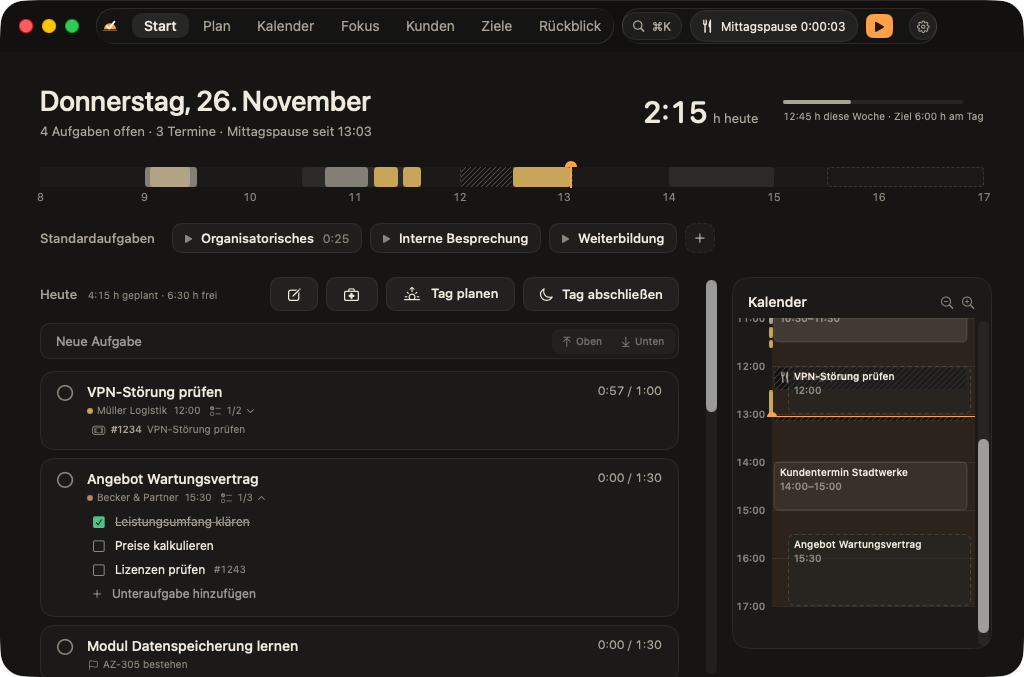 Start Plan Kalender Fokus Kunden Ziele Rückblick ⌘K Mittagspause 0:00:03
Donnerstag, 26. November
4 Aufgaben offen · 3 Termine · Mittagspause seit 13:03
2:15 h heute
12:45 h diese Woche · Ziel 6:00 h am Tag
8 9 10 11 12 13 14 15 16 17
Standardaufgaben Organisatorisches 0:25 Interne Besprechung Weiterbildung +
Heute 4:15 h geplant · 6:30 h frei Tag planen Tag abschließen
Neue Aufgabe Oben Unten
VPN-Störung prüfen 0:57 / 1:00
Müller Logistik 12:00 1/2
#1234 VPN-Störung prüfen
Angebot Wartungsvertrag 0:00 / 1:30
Becker & Partner 15:30 1/3
Leistungsumfang klären
Preise kalkulieren
Lizenzen prüfen #1243
+ Unteraufgabe hinzufügen
Modul Datenspeicherung lernen 0:00 / 1:30
AZ-305 bestehen
Kalender
11:00 10:30–11:30
12:00
VPN-Störung prüfen
12:00
13:00
14:00
Kundentermin Stadtwerke
14:00–15:00
15:00
Angebot Wartungsvertrag
16:00 15:30
17:00